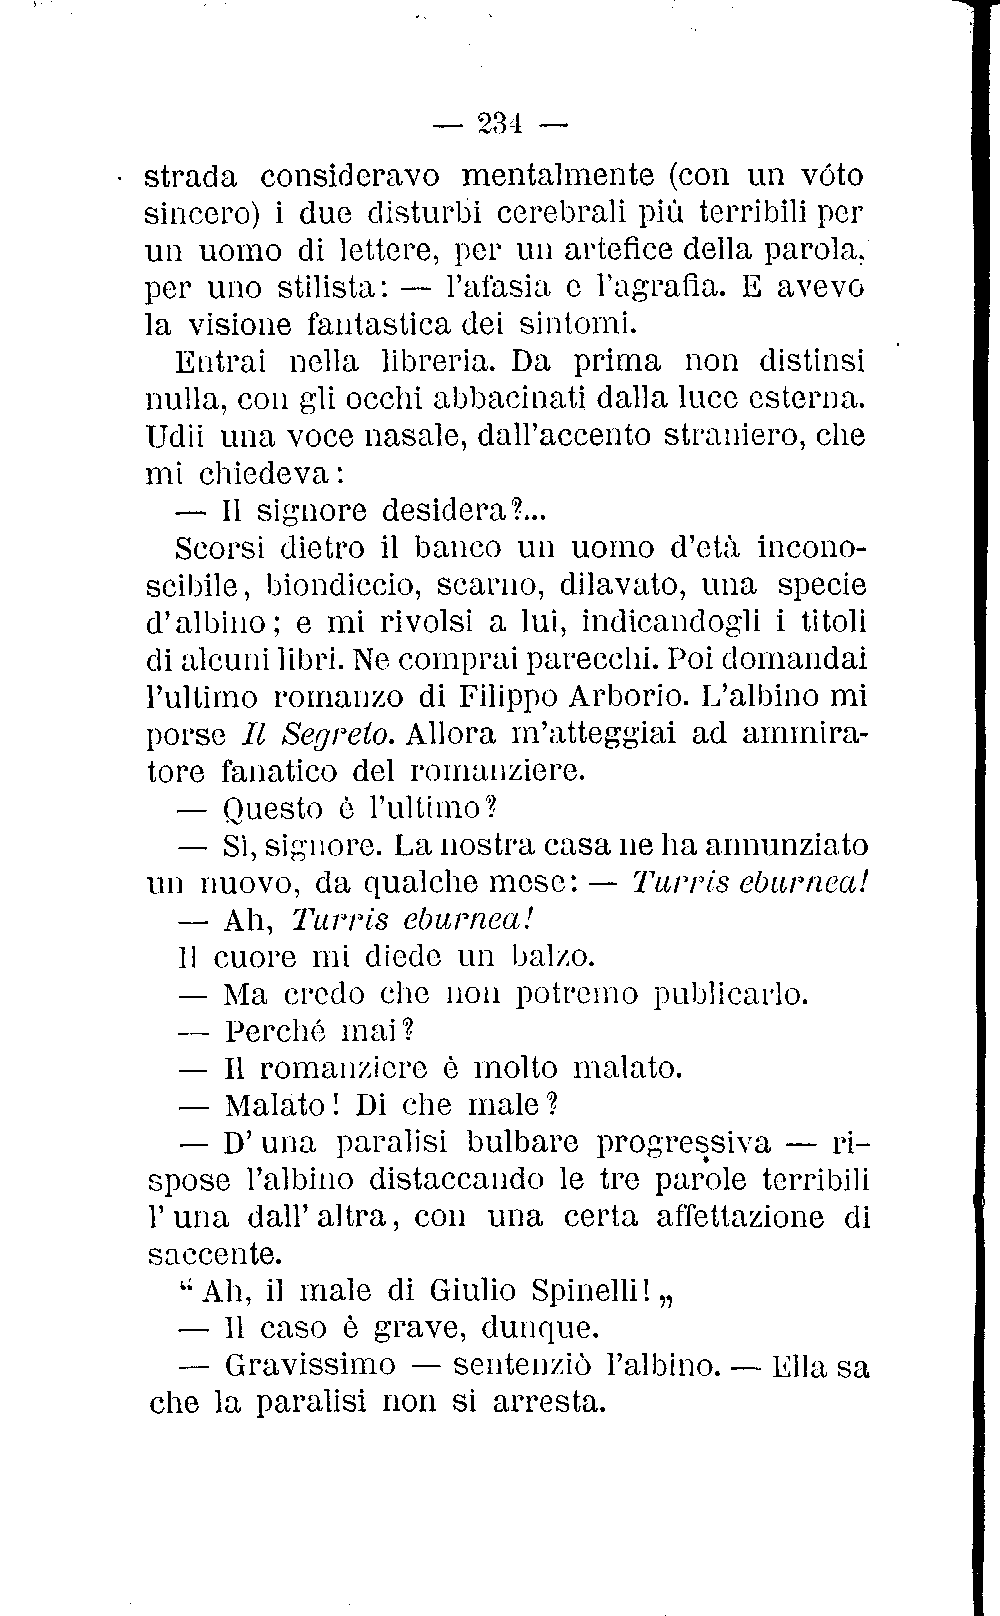 — 234 —
strada consideravo mentalmente (con un vóto
sincero) i due disturbi cerebrali più terribili per
un uomo di lettere, per un artefice della parola,
per uno stilista: — l'afasia e l'agrafia. E avevo
la visione fantastica dei sintomi.
Entrai nella libreria. Da prima non distinsi
nulla, con gli occhi abbacinati dalla luce esterna.
Udii una voce nasale, dall'accento straniero, che
mi chiedeva:
— Il signore desidera?...
Scorsi dietro il banco un uomo d'età incono-
scibile, biondiccio, scarno, dilavato, una specie
d'albino; e mi rivolsi a lui, indicandogli i titoli
di alcuni libri. Ne comprai parecchi. Poi domandai
l'ultimo romanzo di Filippo Arborio. L'albino mi
porse Il Segreto. Allora m'atteggiai ad ammira-
tore fanatico del romanziere.
— Questo è l'ultimo?
— Sì, signore. La nostra casa ne ha annunziato
un nuovo, da qualche mese: — Turris eburnea!
— Ah, Turris eburnea!
Il cuore mi diede un balzo.
— Ma credo che non potremo publicarlo.
— Perché mai?
— Il romanziere è molto malato.
— Malato! Di che male?
— D' una paralisi bulbare progressiva — ri-
spose l'albino distaccando le tre parole terribili
l' una dall' altra, con una certa affettazione di
saccente.
“ Ah, il male di Giulio Spinelli! „
— Il caso è grave, dunque.
— Gravissimo — sentenziò l'albino. — Ella sa
che la paralisi non si arresta.